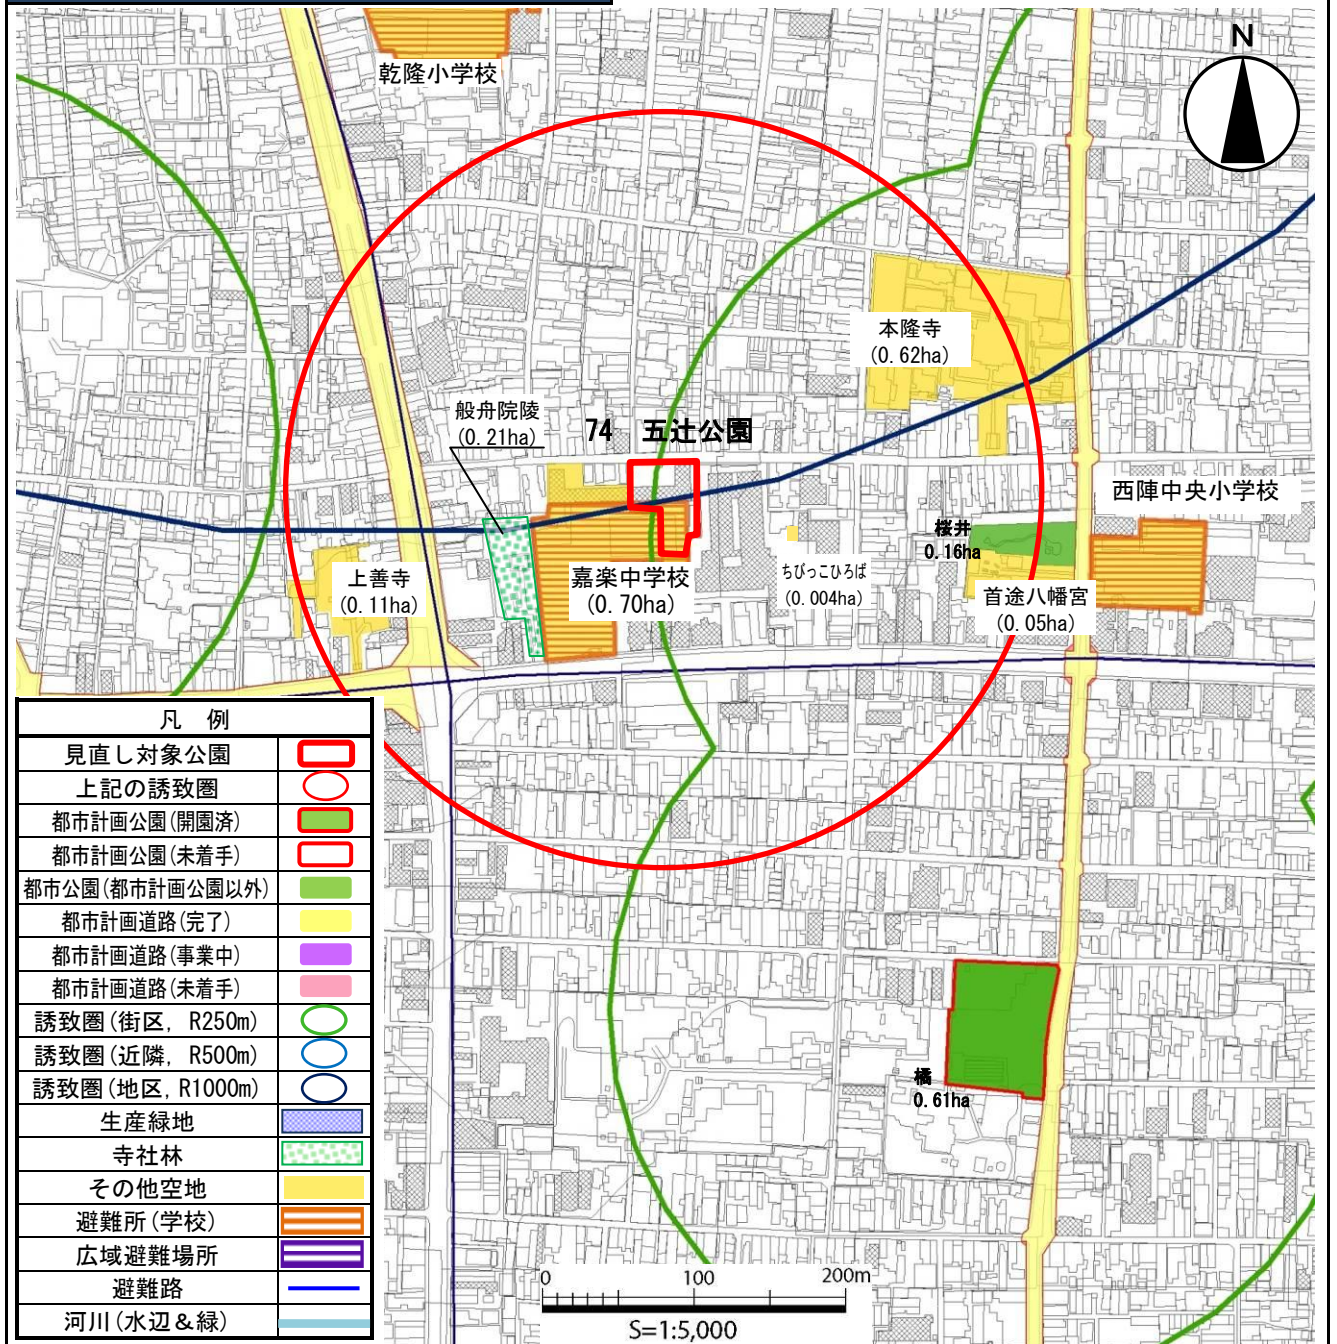 N
乾隆小学校
本隆寺
(0.62ha)
般舟院陵
(0.21ha)
74 五辻公園
西陣中央小学校
桜井
0.16ha
ちびっこひろば
(0.004ha)
上善寺
(0.11ha)
嘉楽中学校
(0.70ha)
首途八幡宮
(0.05ha)
凡 例
見直し対象公園
上記の誘致圏
都市計画公園(開園済)
都市計画公園(未着手)
都市公園(都市計画公園以外)
都市計画道路(完了)
都市計画道路(事業中)
都市計画道路(未着手)
誘致圏(街区, R250m)
誘致圏(近隣, R500m)
誘致圏(地区, R1000m)
生産緑地
寺社林
その他空地
避難所(学校)
広域避難場所
避難路
河川(水辺&緑)
橘
0.61ha
0 100 200m
S=1:5,000